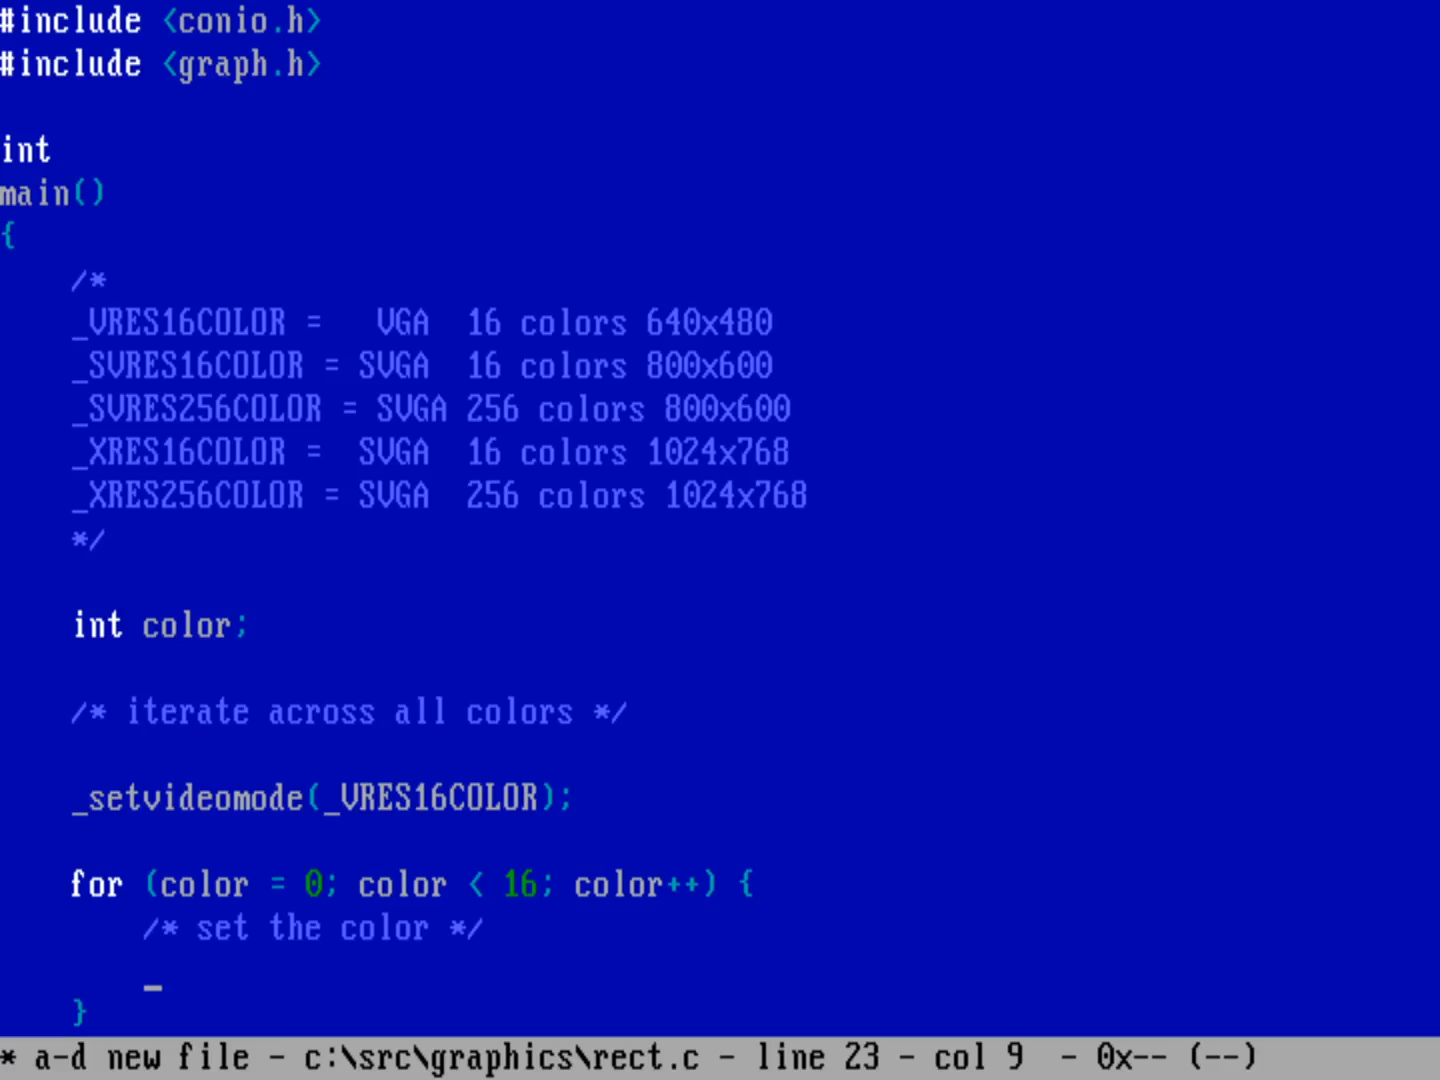 #include <conio.h>
#include <graph.h>
int
main()
{
/*
_VRES16COLOR =   VGA  16 colors 640x480
_SVRES16COLOR = SVGA  16 colors 800x600
_SVRES256COLOR = SVGA 256 colors 800x600
_XRES16COLOR =  SVGA  16 colors 1024x768
_XRES256COLOR = SVGA  256 colors 1024x768
*/
int color;
/* iterate across all colors */
_setvideomode(_VRES16COLOR);
for (color = 0; color < 16; color++) {
/* set the color */
}
* a-d new file - c:\src\graphics\rect.c - line 23 - col 9  - 0x-- (--)